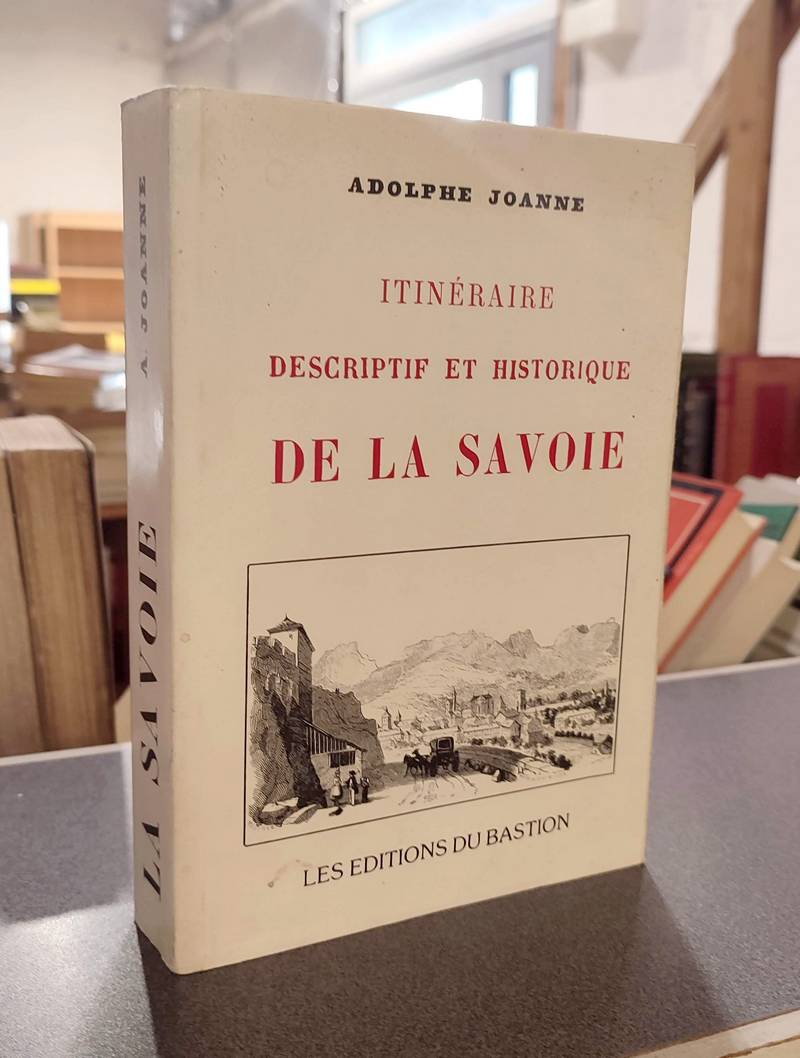 ADOLPHE JOANNE
ITINÉRAIRE
DESCRIPTIF ET HISTORIQUE
DE LA SAVOIE
LES EDITIONS DU BASTION
LA SAVOIE
A. JOANNE